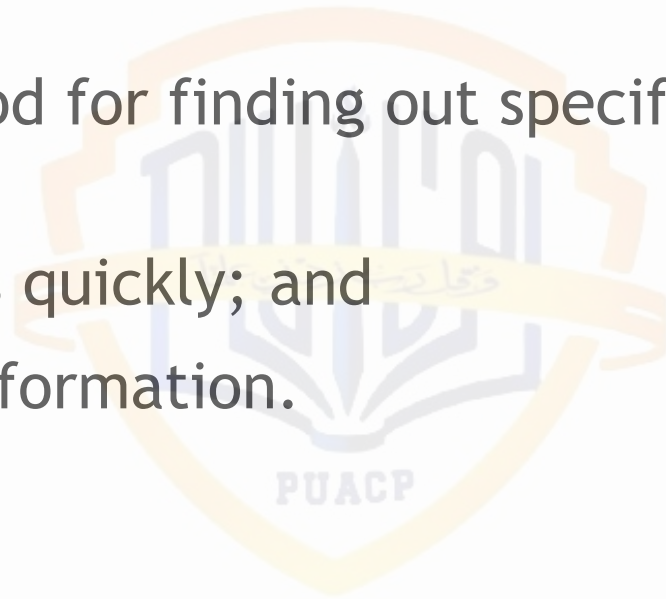 od for finding out specif
quickly; and
formation.
PUACP